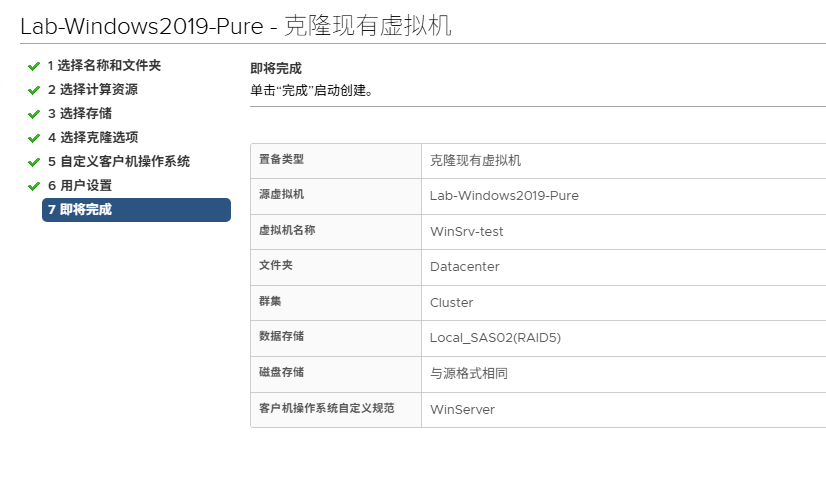 Lab-Windows2019-Pure - 克隆现有虚拟机
1 选择名称和文件夹
2 选择计算资源
3 选择存储
4 选择克隆选项
5 自定义客户机操作系统
6 用户设置
7 即将完成
即将完成
单击“完成”启动创建。
置备类型 克隆现有虚拟机
源虚拟机 Lab-Windows2019-Pure
虚拟机名称 WinSrv-test
文件夹 Datacenter
群集 Cluster
数据存储 Local_SAS02(RAID5)
磁盘存储 与源格式相同
客户机操作系统自定义规范 WinServer